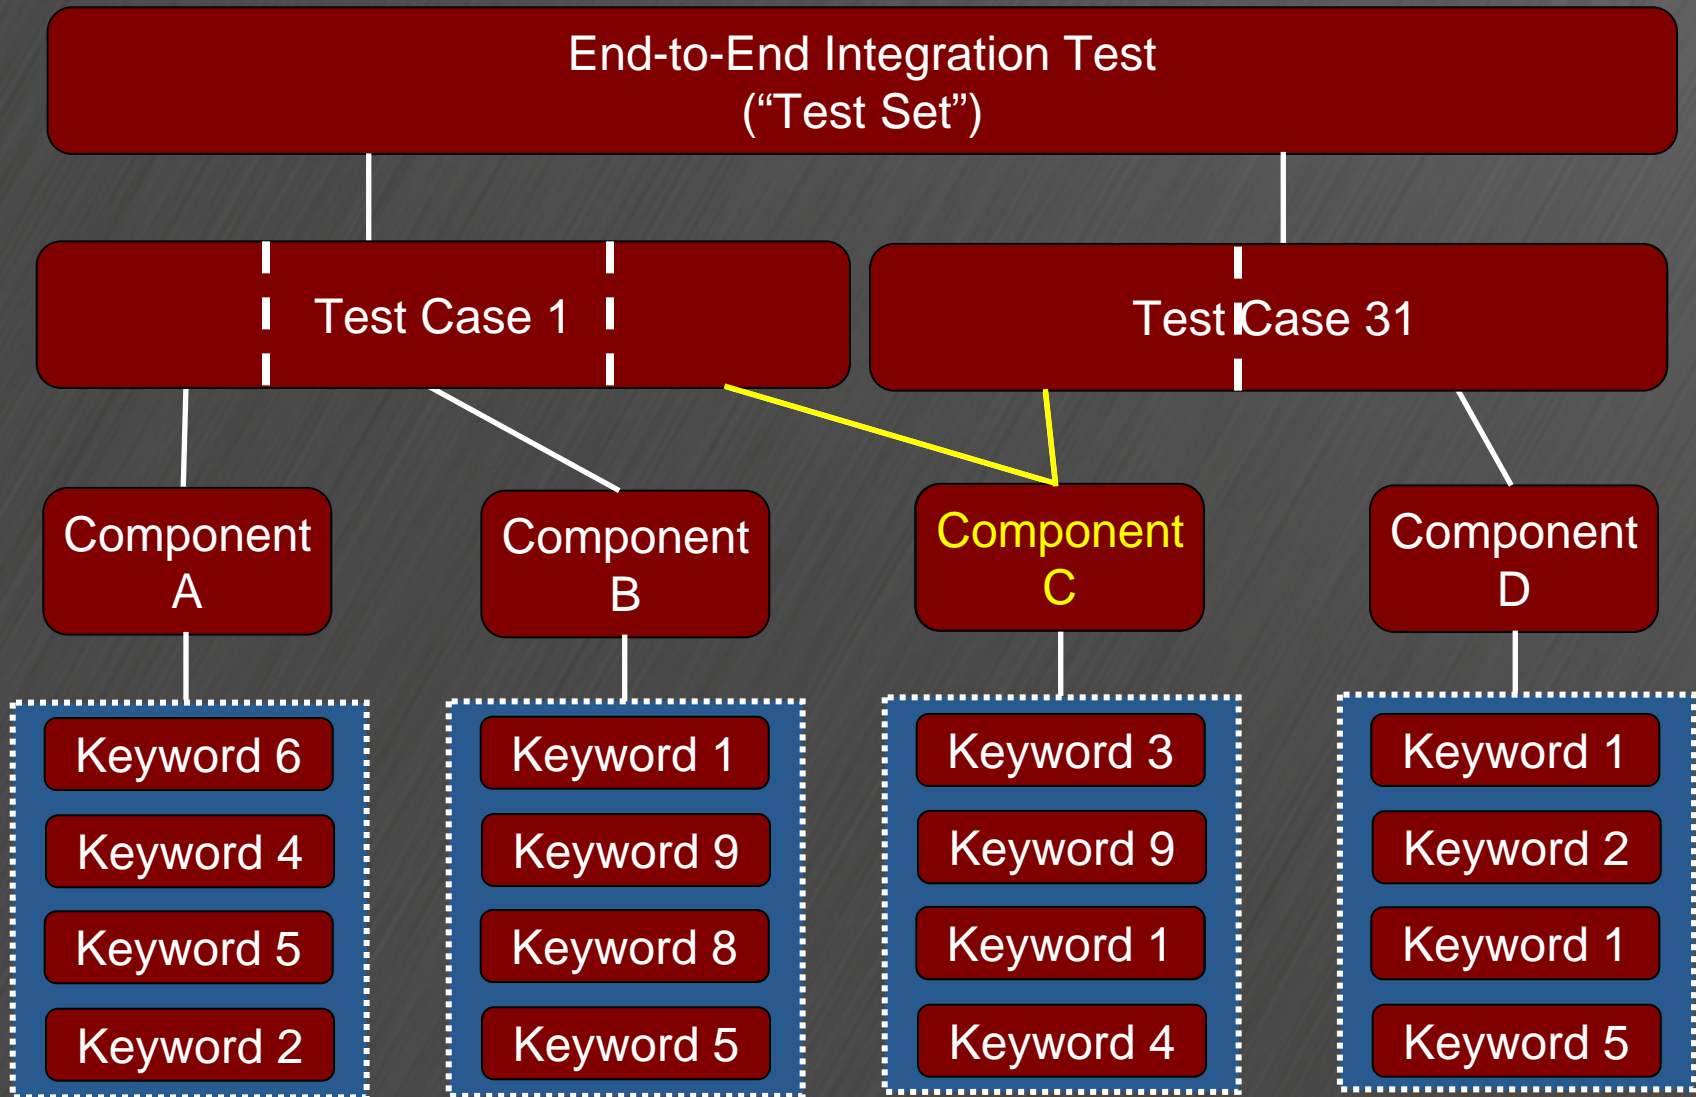 End-to-End Integration Test
(“Test Set”)
Test Case 1
Test Case 31
Component
A
Component
B
Component
C
Component
D
Keyword 6
Keyword 4
Keyword 5
Keyword 2
Keyword 1
Keyword 9
Keyword 8
Keyword 5
Keyword 3
Keyword 9
Keyword 1
Keyword 4
Keyword 1
Keyword 2
Keyword 1
Keyword 5